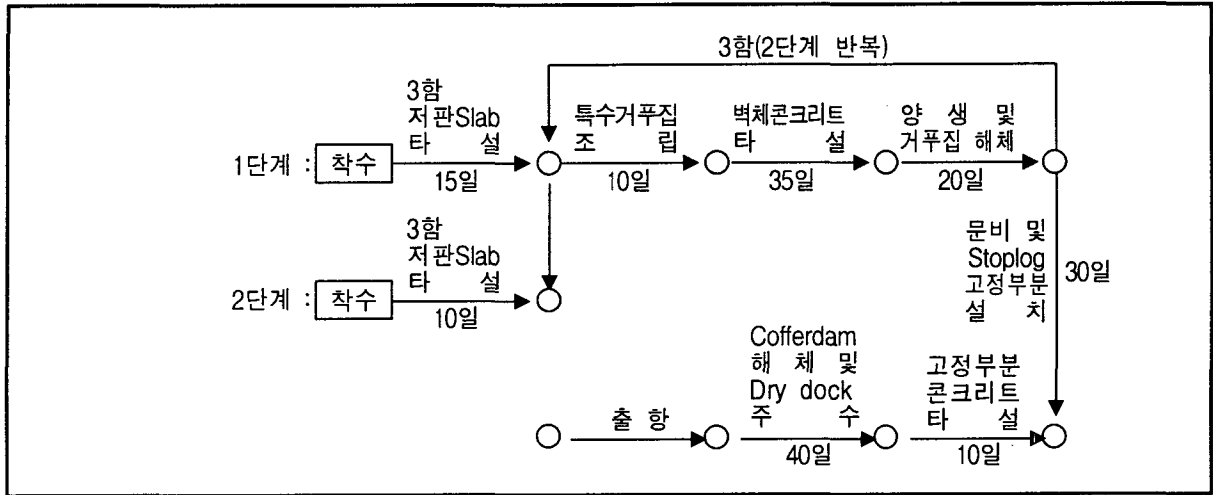 3함(2단계 반복)
3함
저판Slab
타 설
1단계 : 착수
15일
특수거푸집
조 립
10일
벽체콘크리트
타 설
35일
양 생 및
거푸집 해체
20일
3함
저판Slab
타 설
2단계 : 착수
10일
문비 및
Stoplog
고정부분
설 치
30일
출 항
Cofferdam
해 체 및
Dry dock
주 수
40일
고정부분
콘크리트
타 설
10일